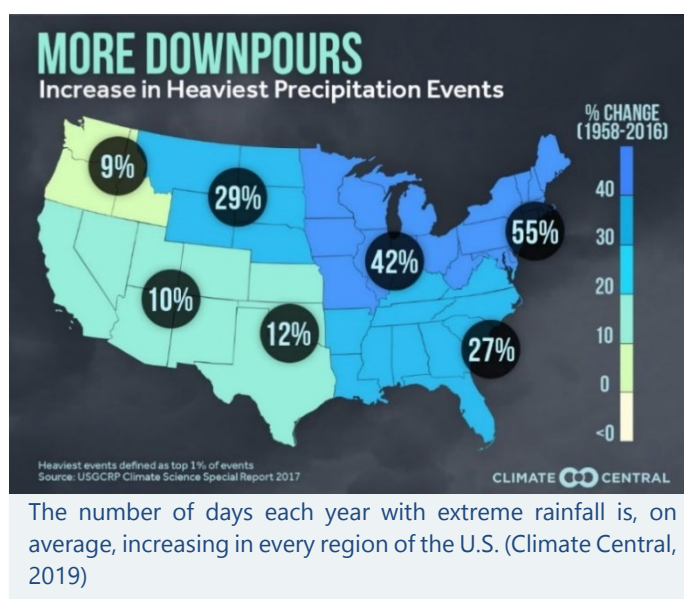 MORE DOWNPOURS
Increase in Heaviest Precipitation Events
% CHANGE
(1958-2016)
9%
29%
42%
55%
10%
12%
27%
40
30
20
10
0
<0
Heaviest events defined as top 1% of events
Source: USGCRP Climate Science Special Report 2017
CLIMATE CENTRAL
The number of days each year with extreme rainfall is, on
average, increasing in every region of the U.S. (Climate Central,
2019)